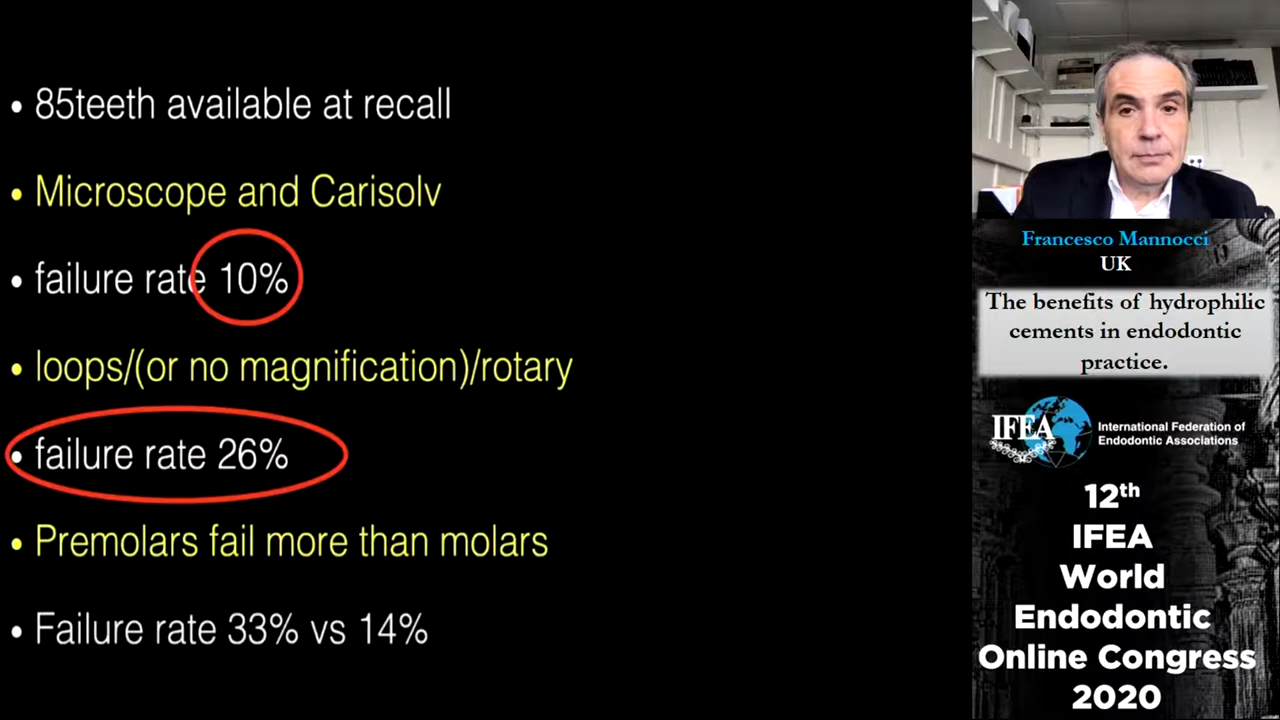 • 85teeth available at recall
• Microscope and Carisolv
• failure rate 10%
• loops/(or no magnification)/rotary
• failure rate 26%
• Premolars fail more than molars
• Failure rate 33% vs 14%
Francesco Mannocci
UK
The benefits of hydrophilic
cements in endodontic
practice.
IFEA
International Federation of
Endodontic Associations
12th
IFEA
World
Endodontic
Online Congress
2020